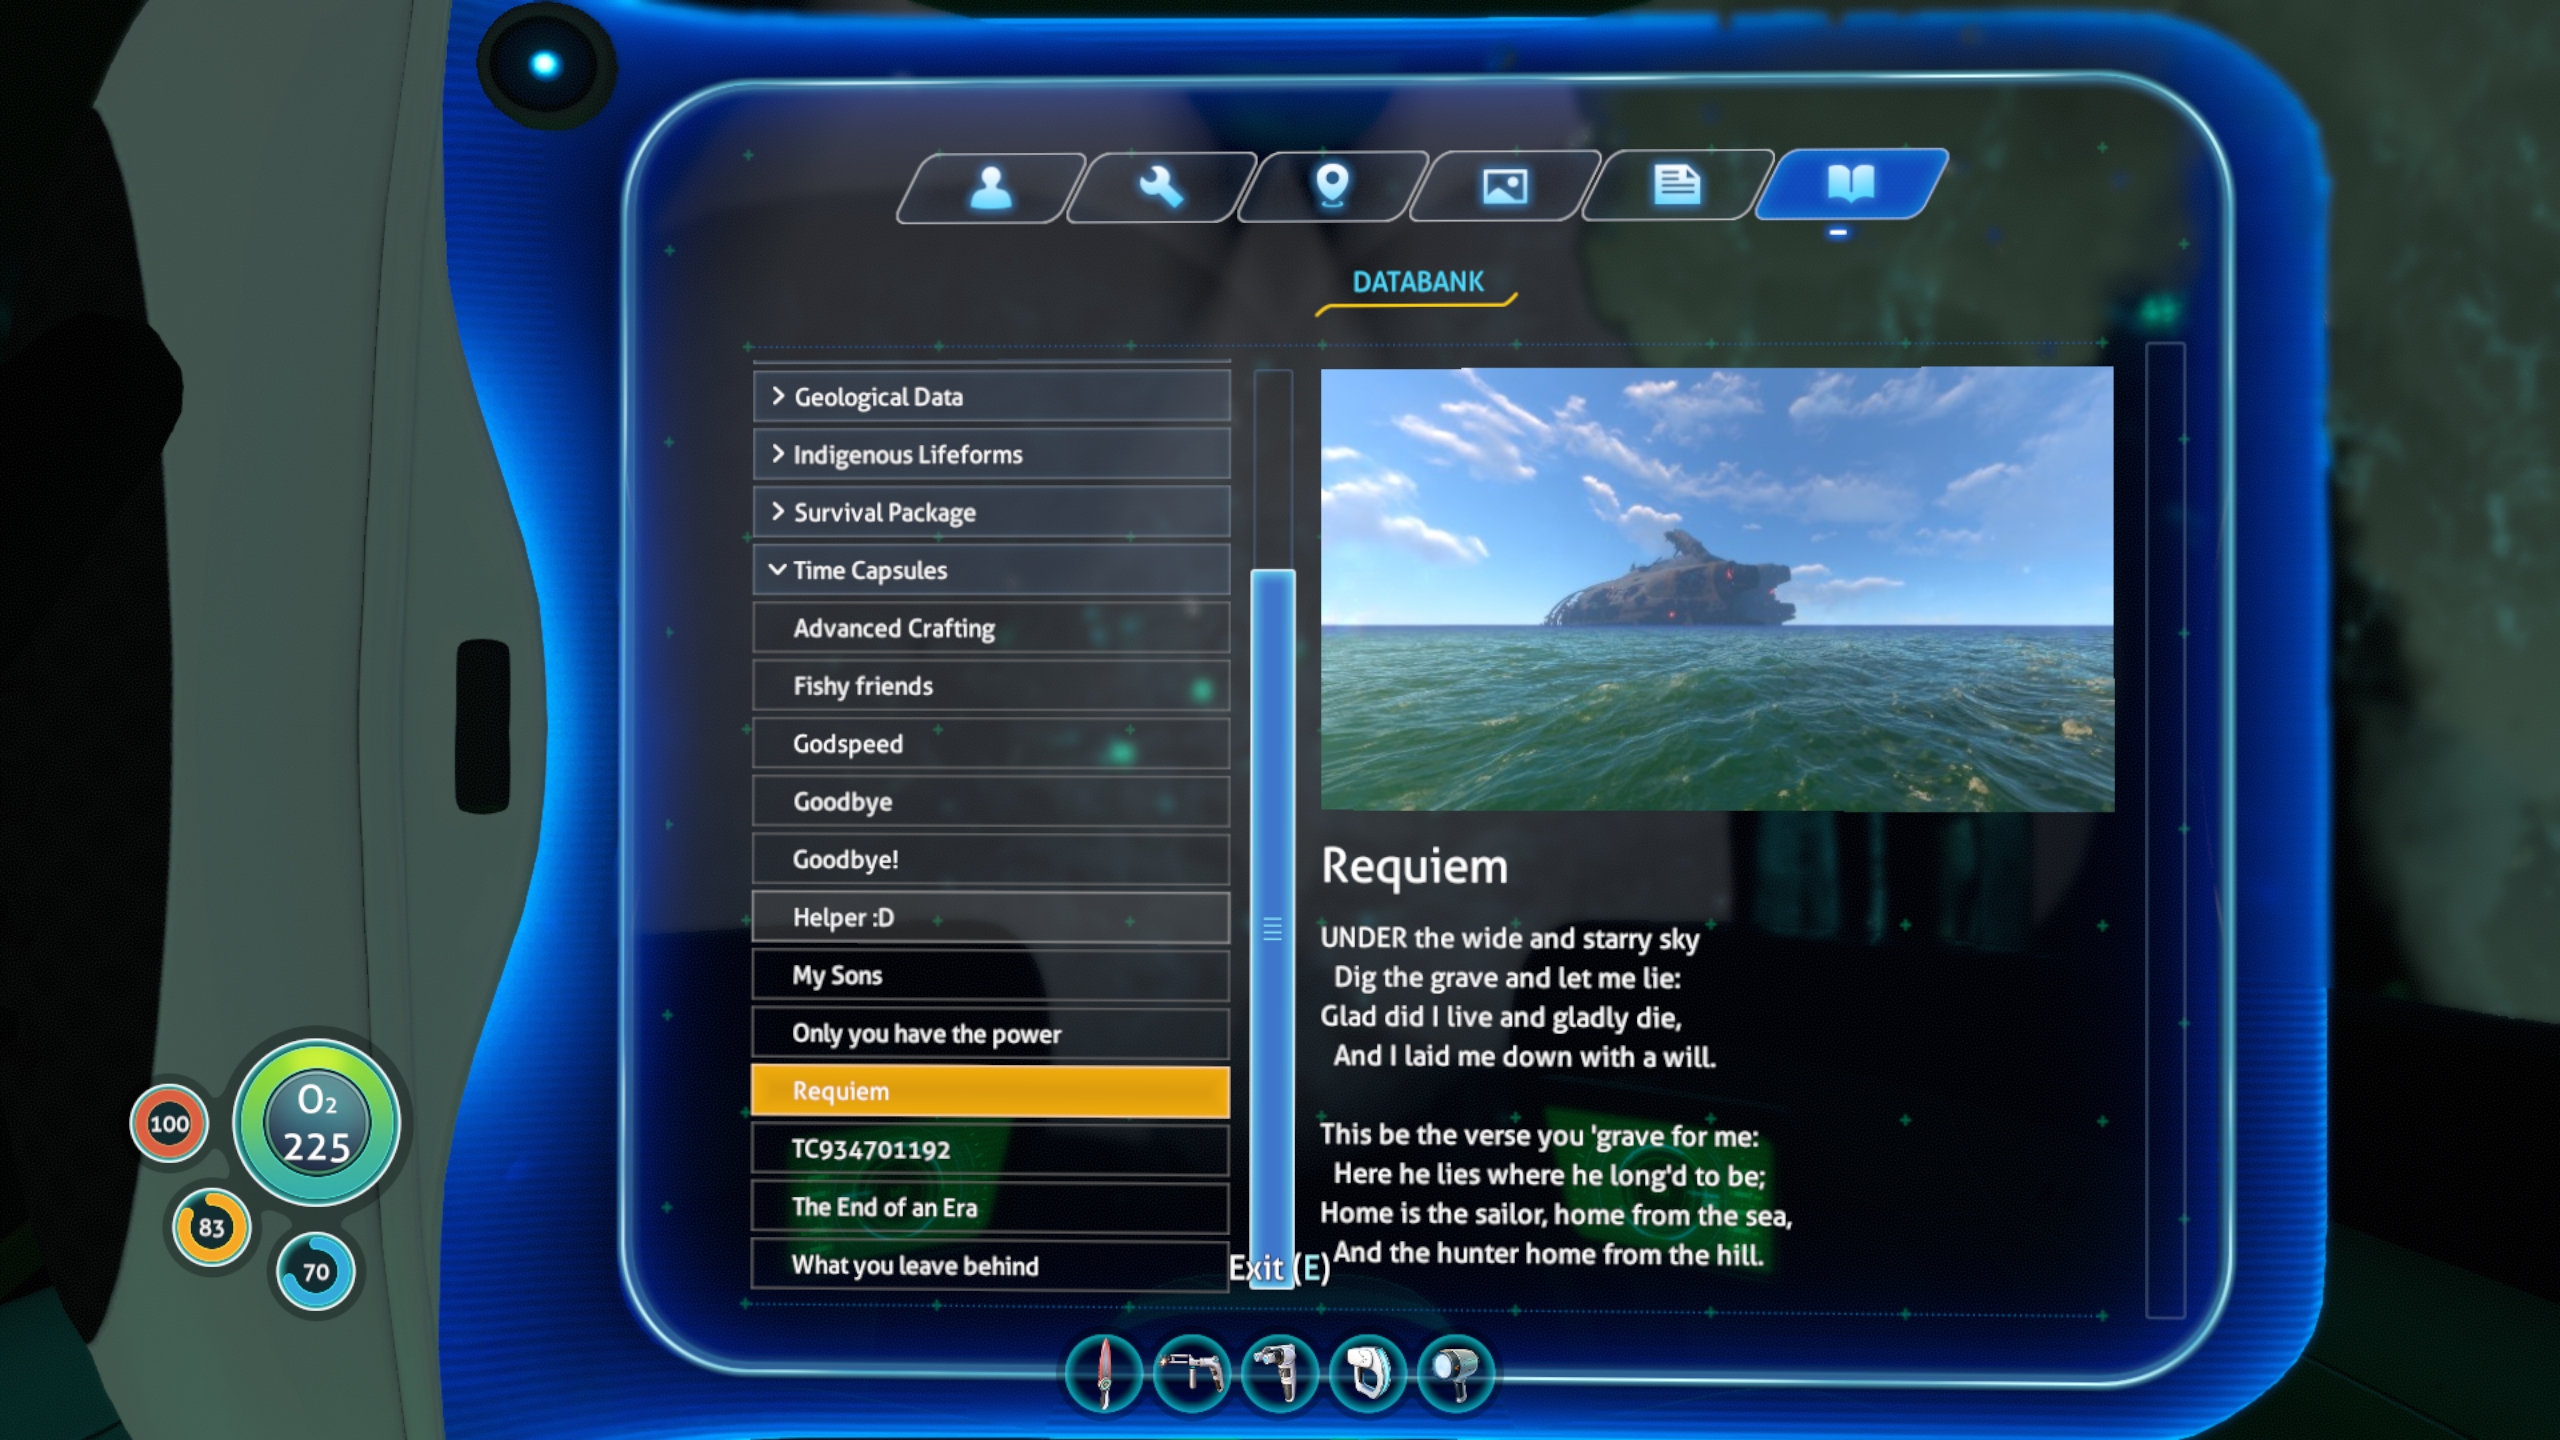 DATABANK
Geological Data
Indigenous Lifeforms
Survival Package
Time Capsules
Advanced Crafting
Fishy friends
Godspeed
Goodbye
Goodbye!
Helper :D
My Sons
Only you have the power
Requiem
TC934701192
The End of an Era
What you leave behind
Requiem
UNDER the wide and starry sky
Dig the grave and let me lie:
Glad did I live and gladly die,
And I laid me down with a will.
This be the verse you 'grave for me:
Here he lies where he long'd to be;
Home is the sailor, home from the sea,
And the hunter home from the hill.
Exit (E)
100
O₂
225
83
70